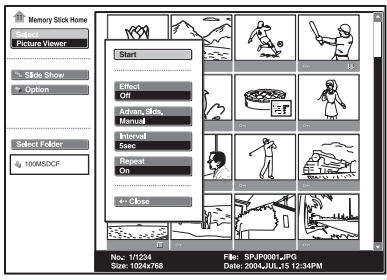 Memory Stick Home
Select
Picture Viewer
Slide Show
Option
Select Folder
100MSDCF
Start
Effect
Off
Advan. Slds.
Manual
Interval
5sec
Repeat
On
Close
No.: 1/1234
File: SPJP0001.JPG
Size: 1024x768
Date: 2004.JUL.15 12:34PM